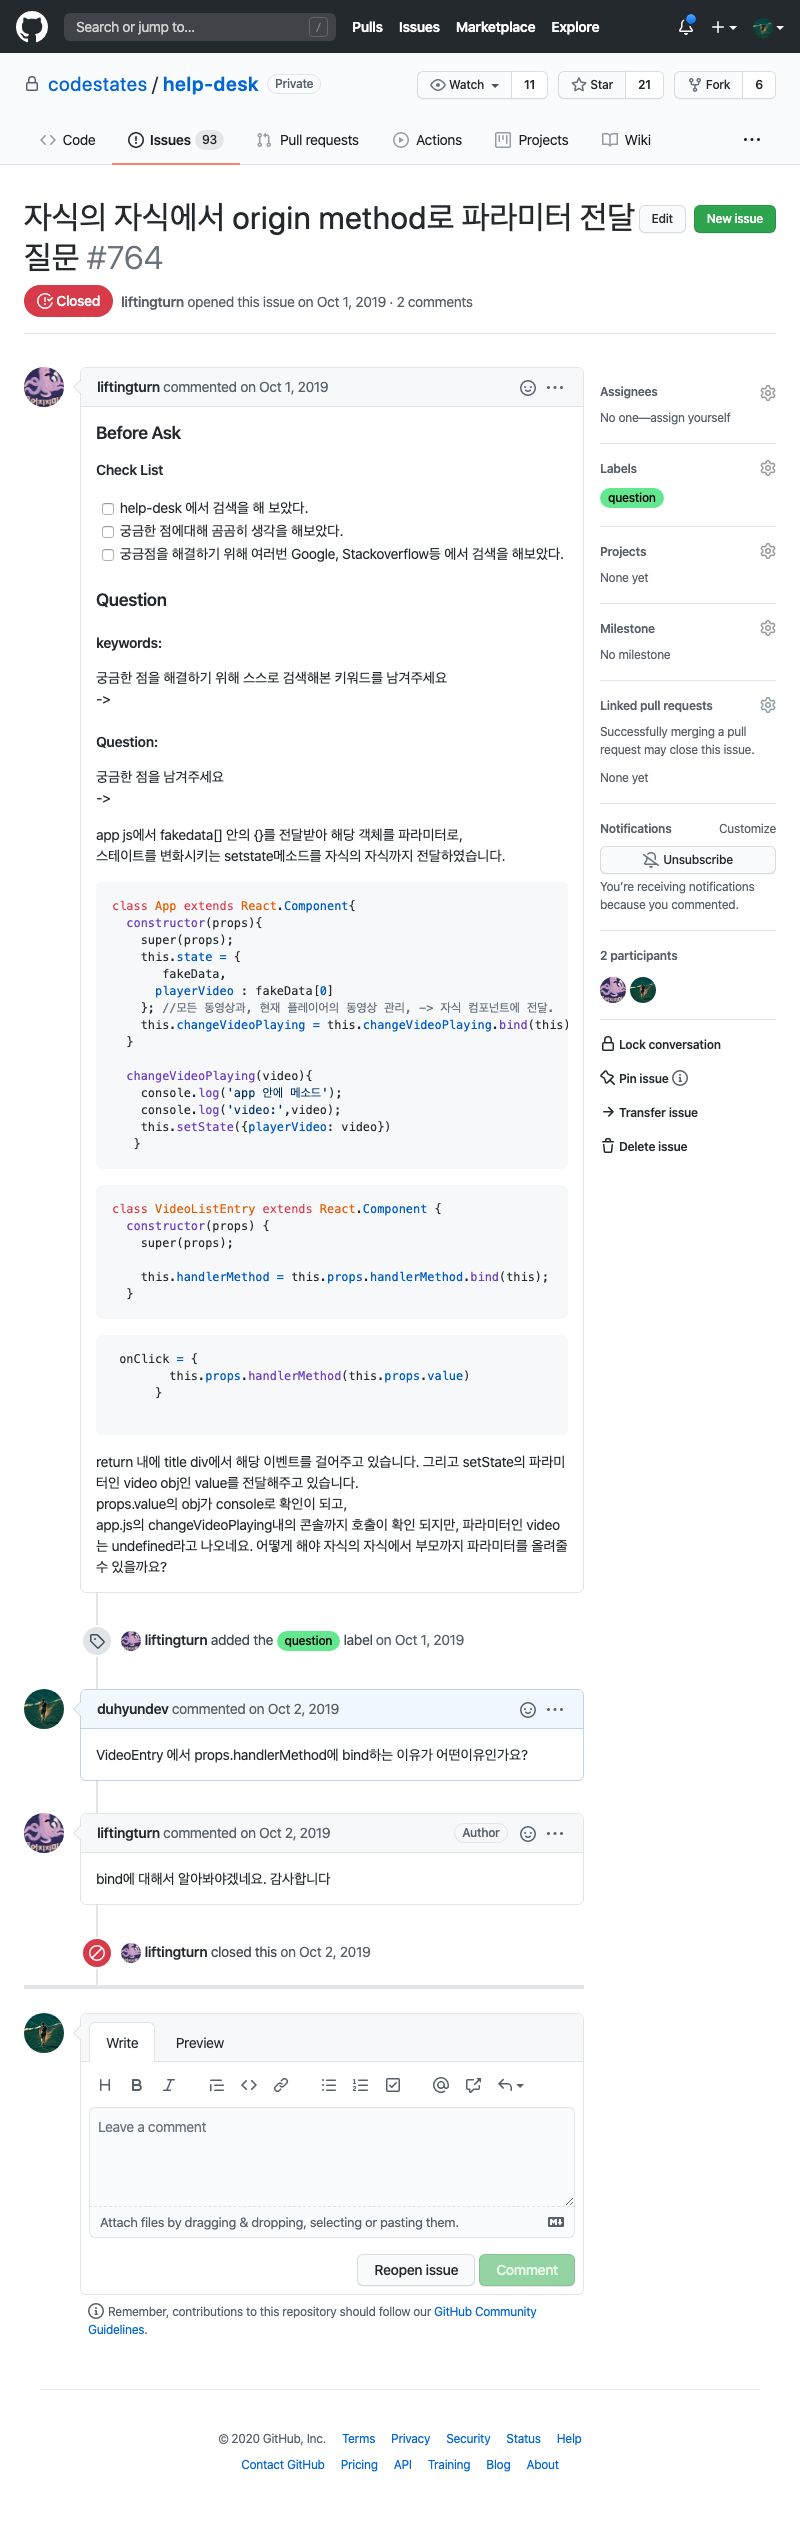 Search or jump to... /
Pulls Issues Marketplace Explore
codestates / help-desk Private
Watch 11 Star 21 Fork 6
Code Issues 93 Pull requests Actions Projects Wiki ...
자식의 자식에서 origin method로 파라미터 전달
질문 #764
Edit New issue
Closed liftingturn opened this issue on Oct 1, 2019 · 2 comments
liftingturn commented on Oct 1, 2019
Before Ask
Check List
help-desk 에서 검색을 해 보았다.
궁금한 점에대해 곰곰히 생각을 해보았다.
궁금점을 해결하기 위해 여러번 Google, Stackoverflow등 에서 검색을 해보았다.
Question
keywords:
궁금한 점을 해결하기 위해 스스로 검색해본 키워드를 남겨주세요
->
Question:
궁금한 점을 남겨주세요
->
app js에서 fakedata[] 안의 {}를 전달받아 해당 객체를 파라미터로,
스테이트를 변화시키는 setstate메소드를 자식의 자식까지 전달하였습니다.
class App extends React.Component{
constructor(props){
super(props);
this.state = {
fakeData,
playerVideo : fakeData[0]
}; //모든 동영상과, 현재 플레이어의 동영상 관리, -> 자식 컴포넌트에 전달.
this.changeVideoPlaying = this.changeVideoPlaying.bind(this)
}
changeVideoPlaying(video){
console.log('app 안에 메소드');
console.log('video:',video);
this.setState({playerVideo: video})
}
class VideoListEntry extends React.Component {
constructor(props) {
super(props);
this.handlerMethod = this.props.handlerMethod.bind(this);
}
onClick = {
this.props.handlerMethod(this.props.value)
}
return 내에 title div에서 해당 이벤트를 걸어주고 있습니다. 그리고 setState의 파라미
터인 video obj인 value를 전달해주고 있습니다.
props.value의 obj가 console로 확인이 되고,
app.js의 changeVideoPlaying내의 콘솔까지 호출이 확인 되지만, 파라미터인 video
는 undefined라고 나오네요. 어떻게 해야 자식의 자식에서 부모까지 파라미터를 올려줄
수 있을까요?
Assignees
No one—assign yourself
Labels
question
Projects
None yet
Milestone
No milestone
Linked pull requests
Successfully merging a pull
request may close this issue.
None yet
Notifications Customize
Unsubscribe
You're receiving notifications
because you commented.
2 participants
Lock conversation
Pin issue
Transfer issue
Delete issue
liftingturn added the question label on Oct 1, 2019
duhyundev commented on Oct 2, 2019
VideoEntry 에서 props.handlerMethod에 bind하는 이유가 어떤이유인가요?
liftingturn commented on Oct 2, 2019 Author
bind에 대해서 알아봐야겠네요. 감사합니다
liftingturn closed this on Oct 2, 2019
Write Preview
Leave a comment
Attach files by dragging & dropping, selecting or pasting them.
Reopen issue Comment
Remember, contributions to this repository should follow our GitHub Community
Guidelines.
© 2020 GitHub, Inc. Terms Privacy Security Status Help
Contact GitHub Pricing API Training Blog About